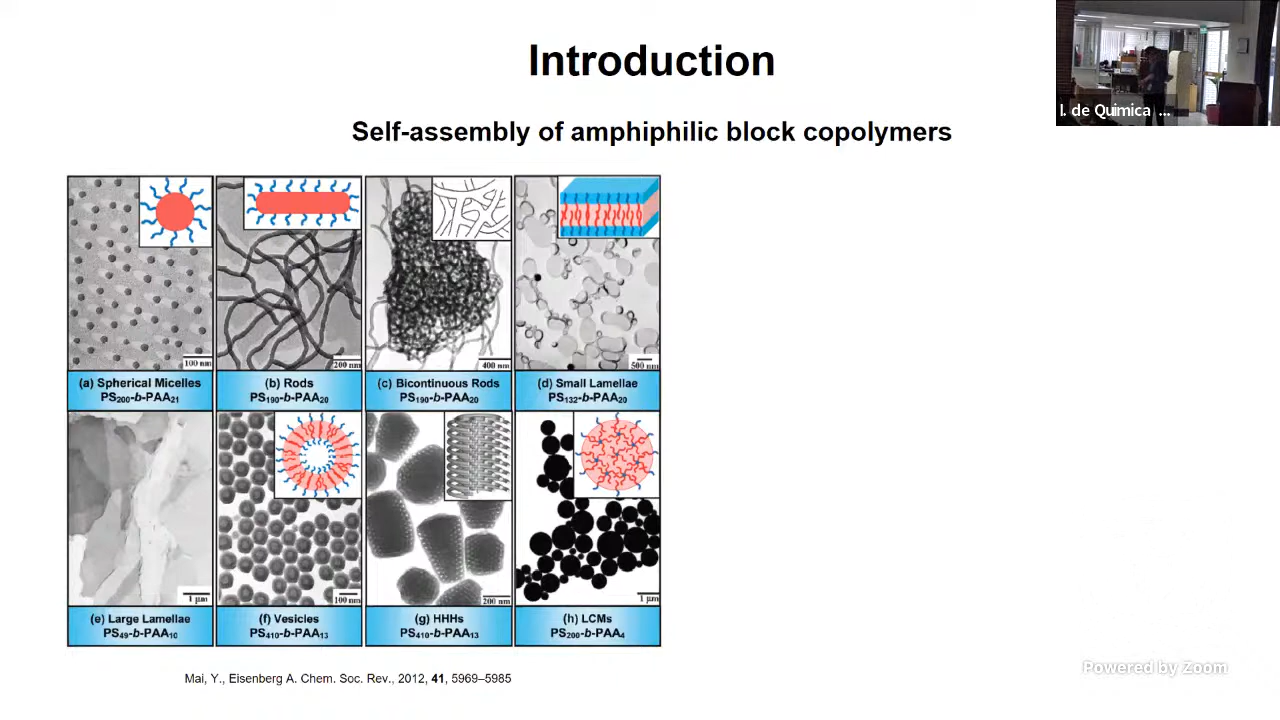 Introduction
I. de Quimica ...
Self-assembly of amphiphilic block copolymers
100 nm
200 nm
400 nm
500 nm
(a) Spherical Micelles
PS200-b-PAA21
(b) Rods
PS190-b-PAA20
(c) Bicontinuous Rods
PS190-b-PAA20
(d) Small Lamellae
PS132-b-PAA20
1 μm
100 nm
200 nm
1 μm
(e) Large Lamellae
PS49-b-PAA10
(f) Vesicles
PS410-b-PAA13
(g) HHHs
PS410-b-PAA13
(h) LCMs
PS200-b-PAA4
Mai, Y., Eisenberg A. Chem. Soc. Rev., 2012, 41, 5969–5985
Powered by Zoom